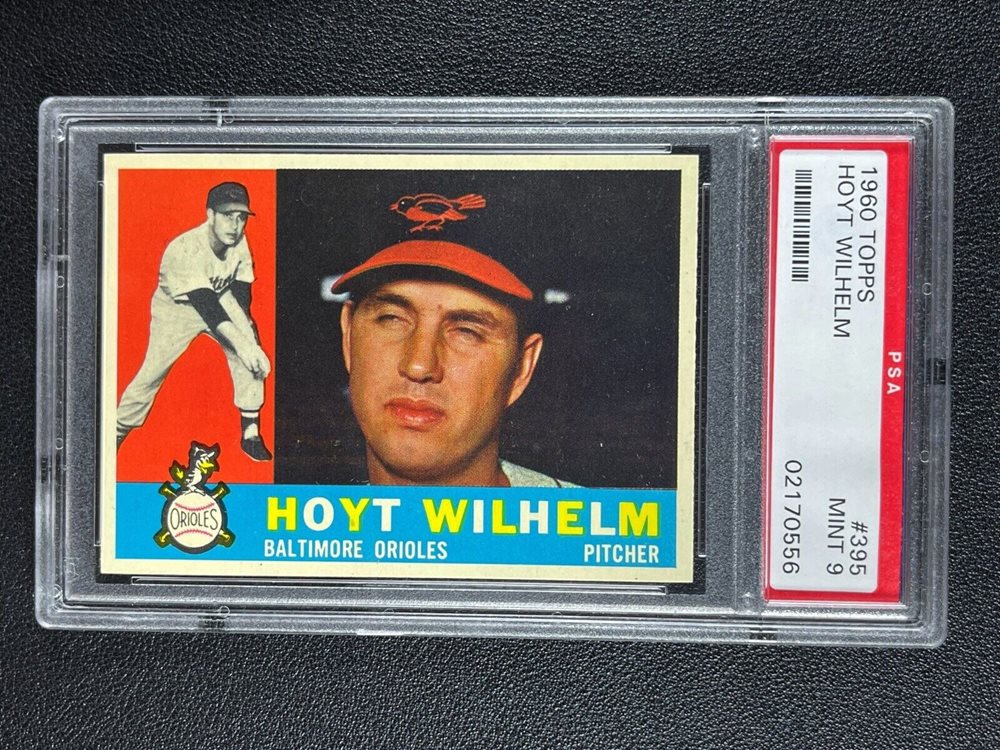 ORIOLES
HOYT WILHELM
BALTIMORE ORIOLES PITCHER
1960 TOPPS #395
HOYT WILHELM MINT 9
02170556
PSA